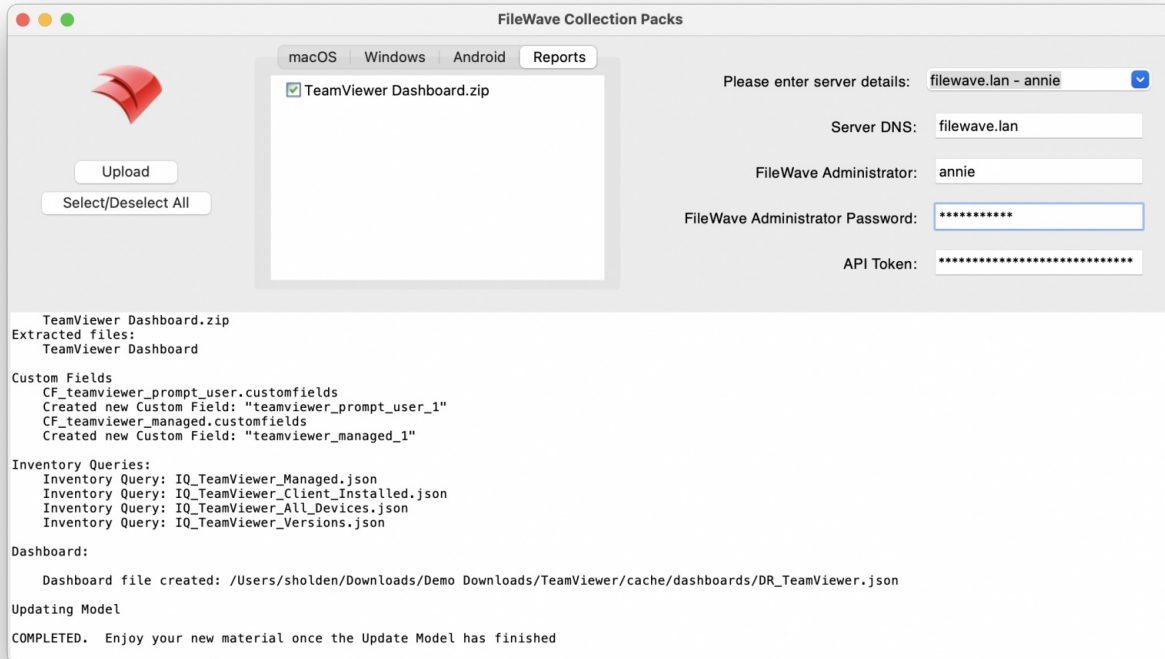 FileWave Collection Packs
macOS Windows Android Reports
TeamViewer Dashboard.zip
Upload
Select/Deselect All
Please enter server details: filewave.lan - annie
Server DNS: filewave.lan
FileWave Administrator: annie
FileWave Administrator Password: ***********
API Token: *****************************
TeamViewer Dashboard.zip
Extracted files:
TeamViewer Dashboard
Custom Fields
CF_teamviewer_prompt_user.customfields
Created new Custom Field: "teamviewer_prompt_user_1"
CF_teamviewer_managed.customfields
Created new Custom Field: "teamviewer_managed_1"
Inventory Queries:
Inventory Query: IQ_TeamViewer_Managed.json
Inventory Query: IQ_TeamViewer_Client_Installed.json
Inventory Query: IQ_TeamViewer_All_Devices.json
Inventory Query: IQ_TeamViewer_Versions.json
Dashboard:
Dashboard file created: /Users/sholden/Downloads/Demo Downloads/TeamViewer/cache/dashboards/DR_TeamViewer.json
Updating Model
COMPLETED.  Enjoy your new material once the Update Model has finished